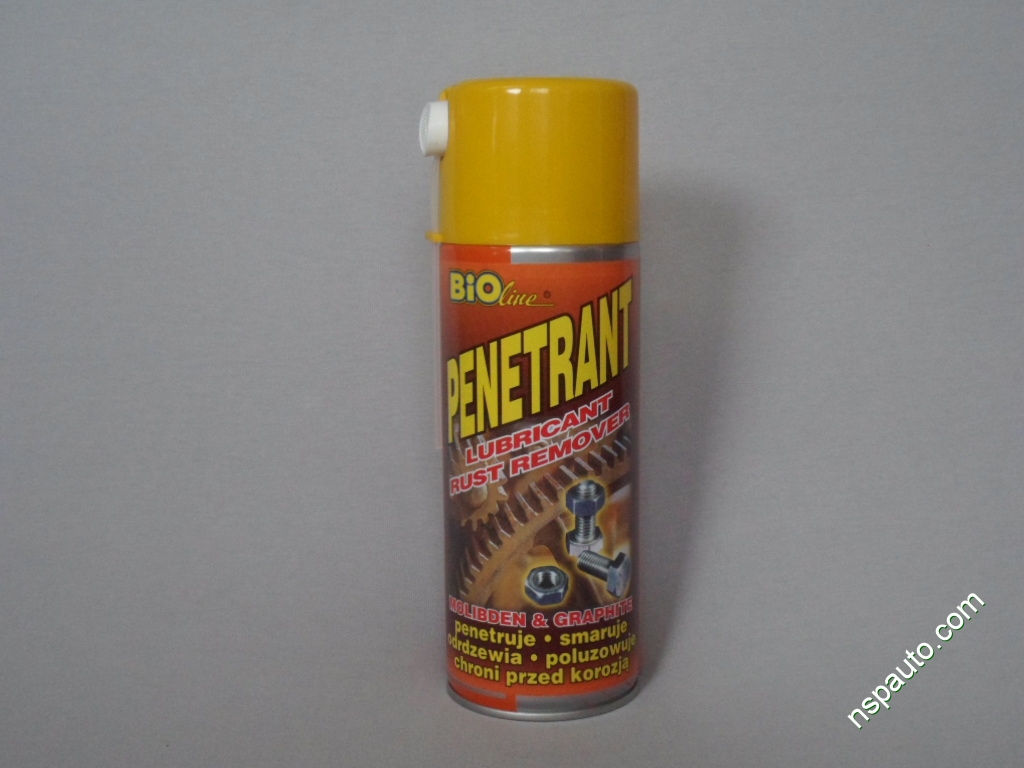 BiOline®
PENETRANT
LUBRICANT
RUST REMOVER
MOLIBDEN & GRAPHITE
penetruje • smaruje
odrdzewia • poluzowuje
chroni przed korozją
nspauto.com